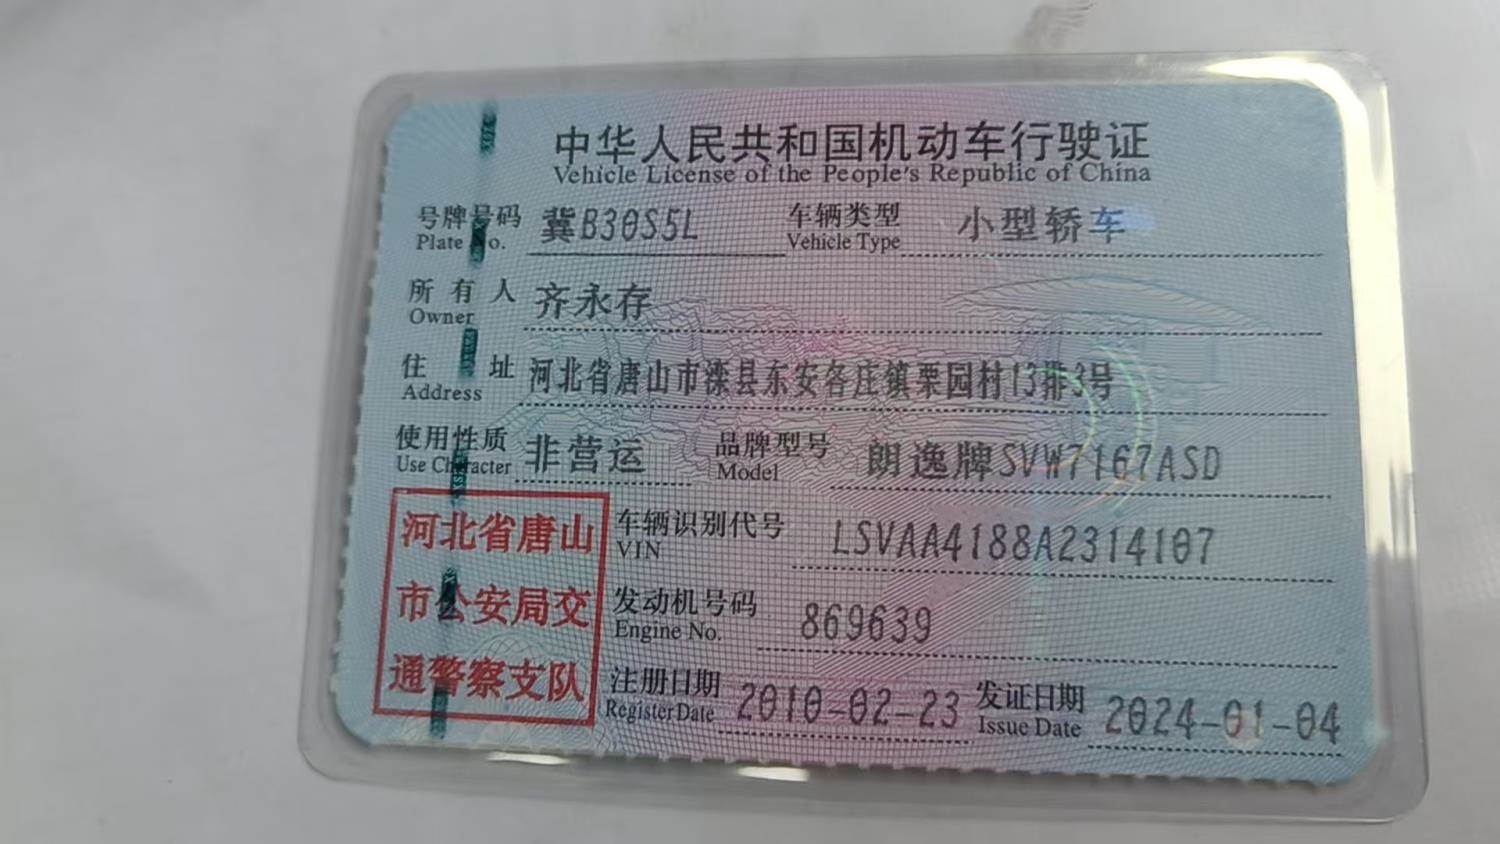 中华人民共和国机动车行驶证
Vehicle License of the People's Republic of China
号牌号码 冀B30S5L 车辆类型 小型轿车
Plate No. Vehicle Type
所有人 齐永存
Owner
住址 河北省唐山市滦县东安各庄镇栗园村13排3号
Address
使用性质 非营运 品牌型号 朗逸牌SVW7167ASD
Use Character Model
河北省唐山
市公安局交
通警察支队
车辆识别代号 LSVAA4188A2314107
VIN
发动机号码 869639
Engine No.
注册日期 2010-02-23 发证日期 2024-01-04
Register Date Issue Date